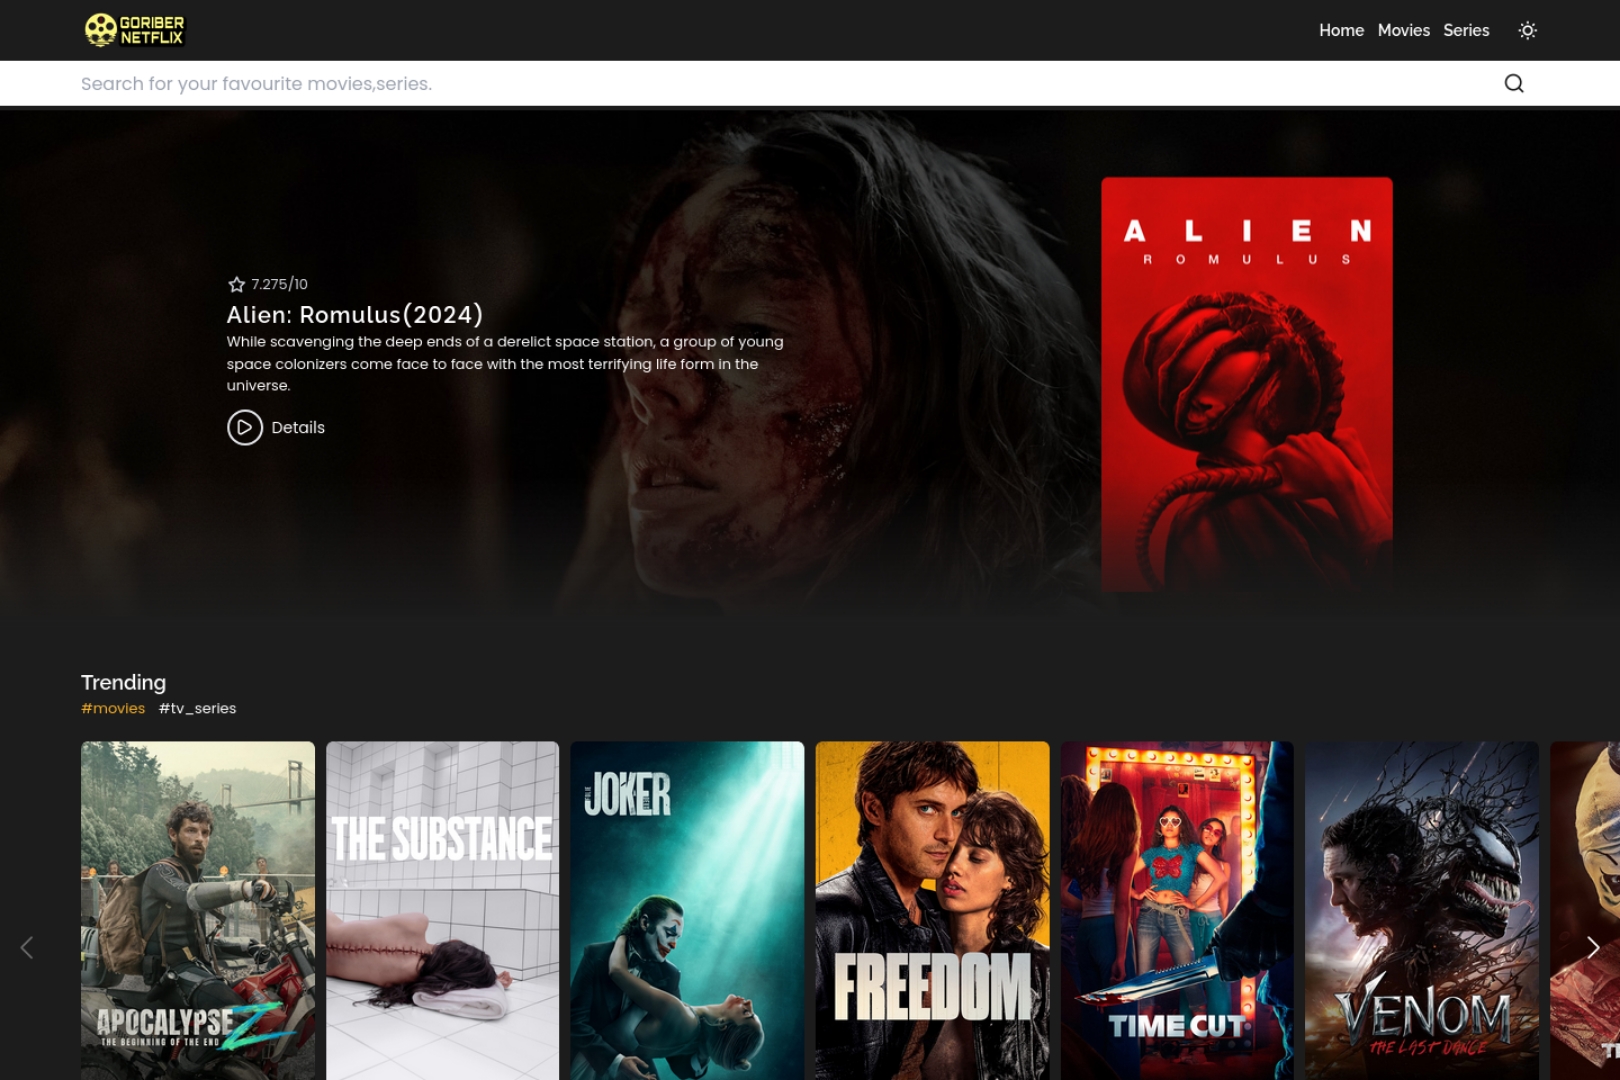 GORIBER
NETFLIX
Home Movies Series
Search for your favourite movies,series.
7.275/10
Alien: Romulus(2024)
While scavenging the deep ends of a derelict space station, a group of young
space colonizers come face to face with the most terrifying life form in the
universe.
Details
ALIEN
ROMULUS
Trending
#movies #tv_series
APOCALYPSE Z
THE BEGINNING OF THE END
THE SUBSTANCE
JOKER
FREEDOM
TIME CUT
VENOM
THE LAST DANCE